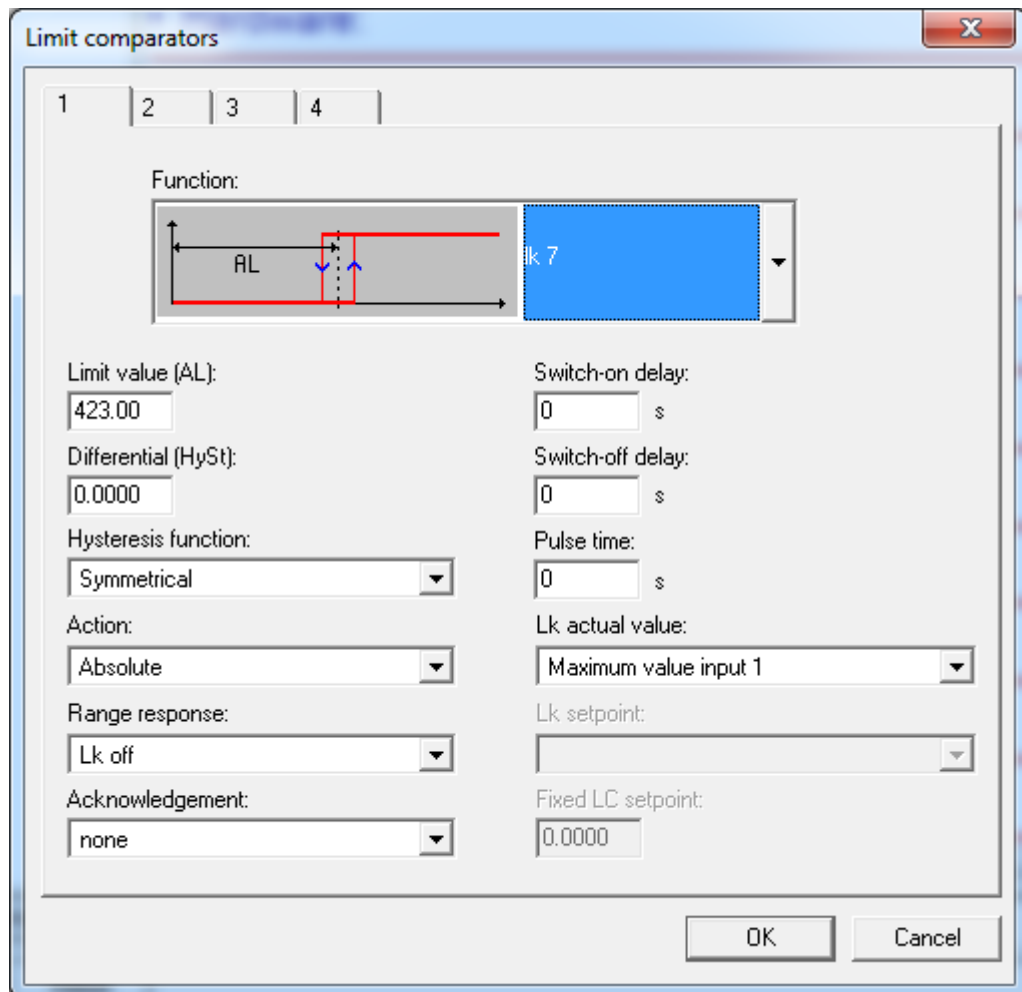 Limit comparators
1 2 3 4
Function:
AL
lk 7
Limit value (AL):
423.00
Switch-on delay:
0 s
Differential (HySt):
0.0000
Switch-off delay:
0 s
Hysteresis function:
Symmetrical
Pulse time:
0 s
Action:
Absolute
Lk actual value:
Maximum value input 1
Range response:
Lk off
Lk setpoint:
Acknowledgement:
none
Fixed LC setpoint:
0.0000
OK Cancel